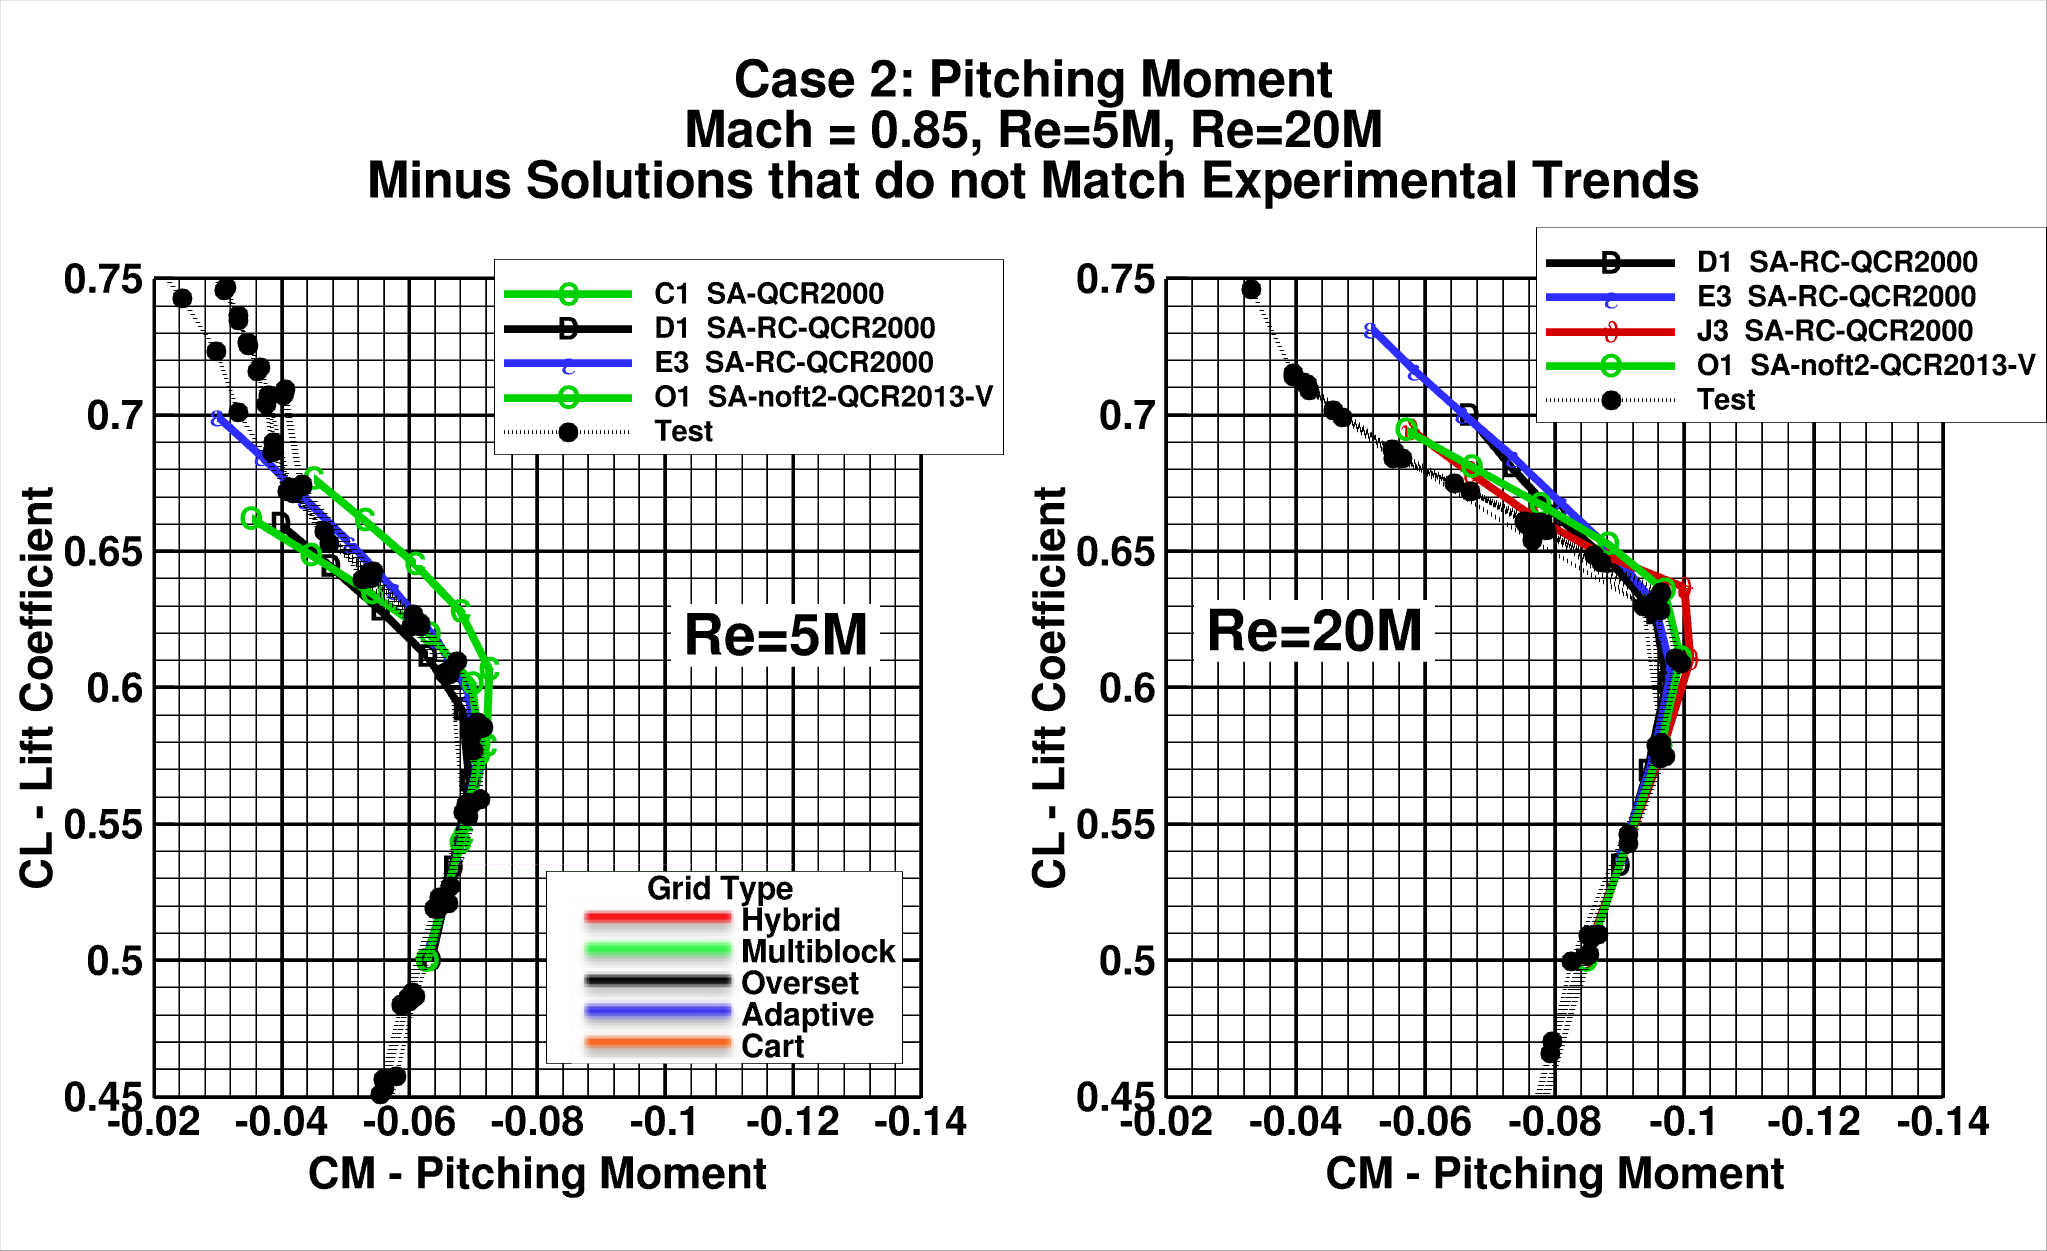 Case 2: Pitching Moment
Mach = 0.85, Re=5M, Re=20M
Minus Solutions that do not Match Experimental Trends
C1 SA-QCR2000
D1 SA-RC-QCR2000
E3 SA-RC-QCR2000
O1 SA-noft2-QCR2013-V
Test
0.75
0.7
0.65
0.6
0.55
0.5
0.45
CL - Lift Coefficient
Re=5M
Grid Type
Hybrid
Multiblock
Overset
Adaptive
Cart
-0.02 -0.04 -0.06 -0.08 -0.1 -0.12 -0.14
CM - Pitching Moment
D1 SA-RC-QCR2000
E3 SA-RC-QCR2000
J3 SA-RC-QCR2000
O1 SA-noft2-QCR2013-V
Test
0.75
0.7
0.65
0.6
0.55
0.5
0.45
CL - Lift Coefficient
Re=20M
-0.02 -0.04 -0.06 -0.08 -0.1 -0.12 -0.14
CM - Pitching Moment